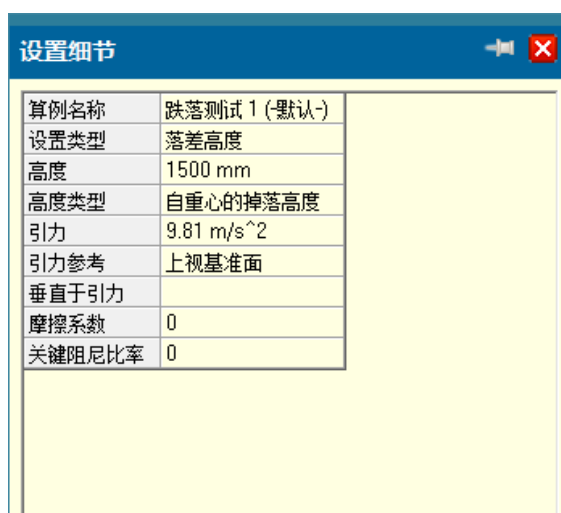 设置细节
算例名称 跌落测试 1 (-默认-)
设置类型 落差高度
高度 1500 mm
高度类型 自重心的掉落高度
引力 9.81 m/s^2
引力参考 上视基准面
垂直于引力
摩擦系数 0
关键阻尼比率 0